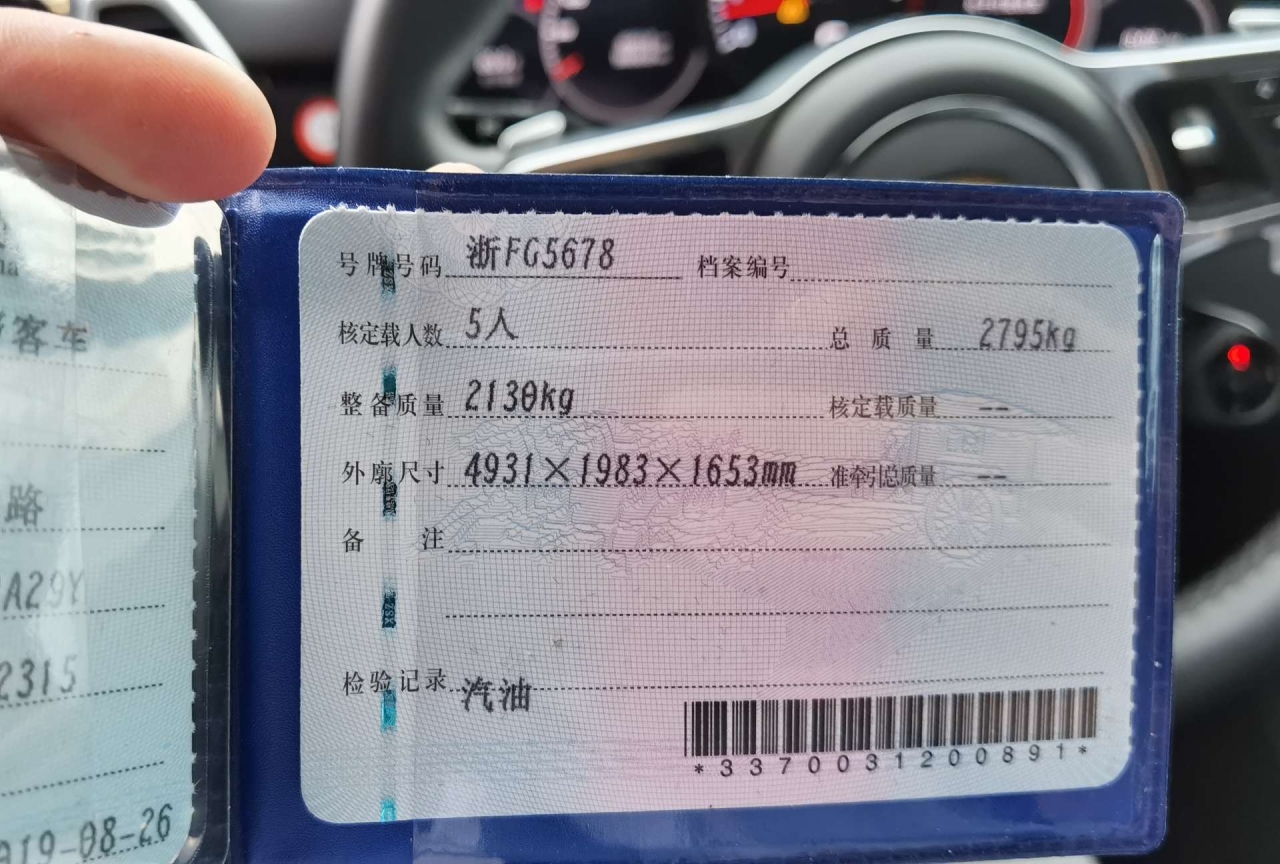 客车
路
A29Y
2315
19-08-26
号牌号码 浙FG5678 档案编号
核定载人数 5人 总质量 2795kg
整备质量 2130kg 核定载质量 --
外廓尺寸 4931×1983×1653mm 准牵引总质量 --
备注
检验记录 汽油
*3370031200891*